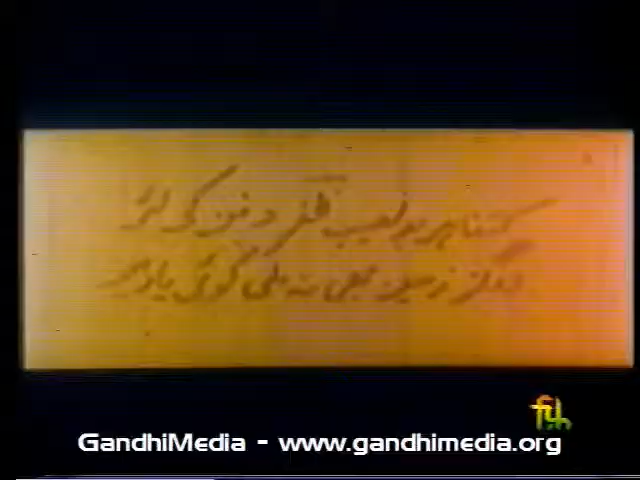 کتنا ہے بد نصیب ظفر دفن کے لئے
دو گز زمین بھی نہ ملی کوئے یار میں
GandhiMedia - www.gandhimedia.org